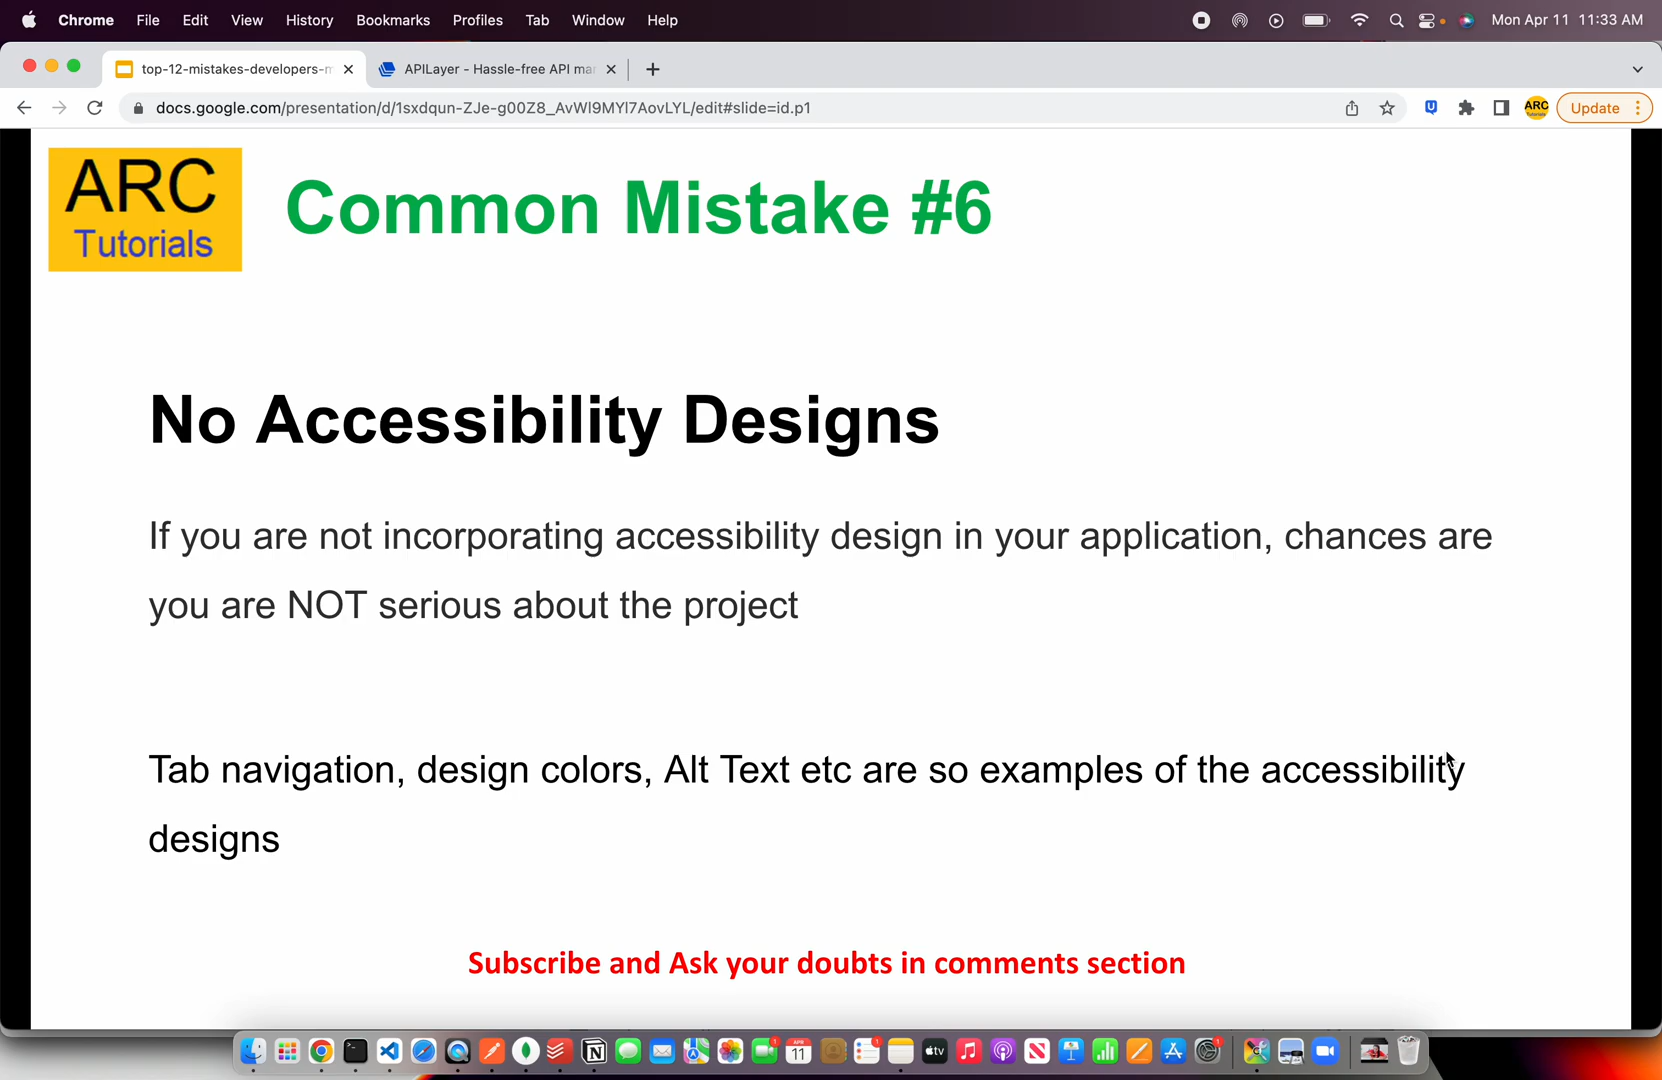 Chrome File Edit View History Bookmarks Profiles Tab Window Help Mon Apr 11 11:33 AM
top-12-mistakes-developers-m APILayer - Hassle-free API mar
docs.google.com/presentation/d/1sxdqun-ZJe-g00Z8_AvWl9MYl7AovLYL/edit#slide=id.p1 ARC Update
ARC
Tutorials
Common Mistake #6
No Accessibility Designs
If you are not incorporating accessibility design in your application, chances are
you are NOT serious about the project
Tab navigation, design colors, Alt Text etc are so examples of the accessibility
designs
Subscribe and Ask your doubts in comments section